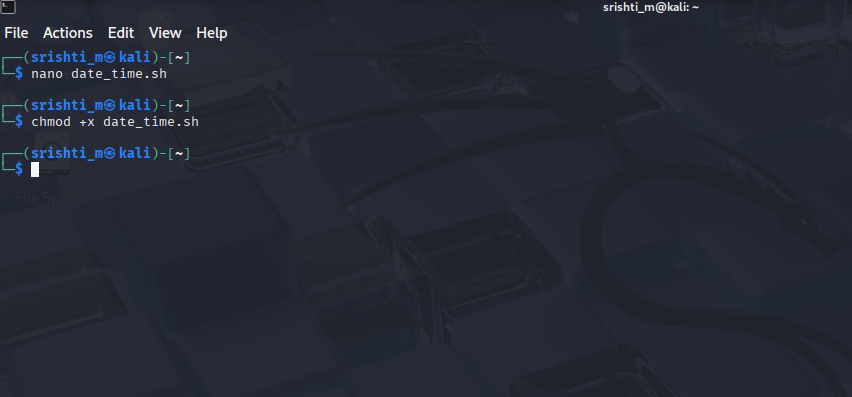 srishti_m@kali: ~
File Actions Edit View Help
┌──(srishti_m㉿kali)-[~]
└─$ nano date_time.sh
┌──(srishti_m㉿kali)-[~]
└─$ chmod +x date_time.sh
┌──(srishti_m㉿kali)-[~]
└─$
File System